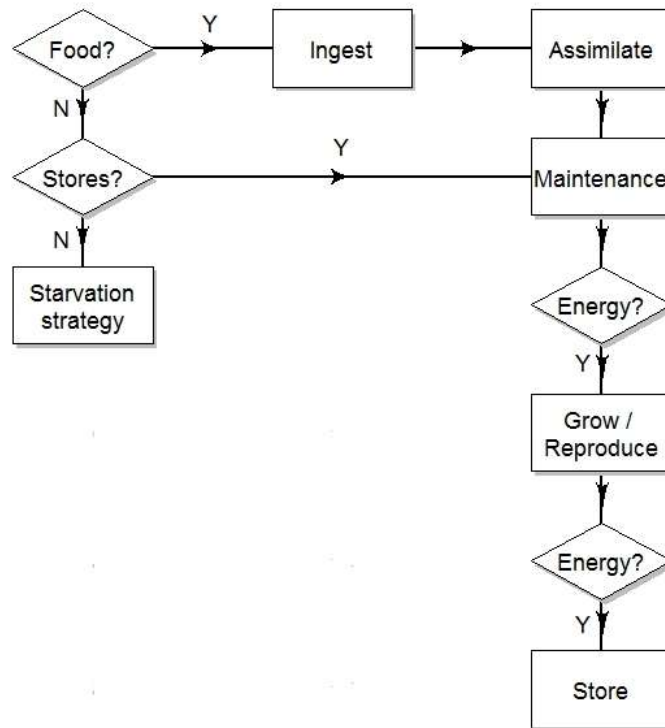 Food?
Y
Ingest
Assimilate
N
Stores?
Y
Maintenance
N
Starvation
strategy
Energy?
Y
Grow /
Reproduce
Energy?
Y
Store